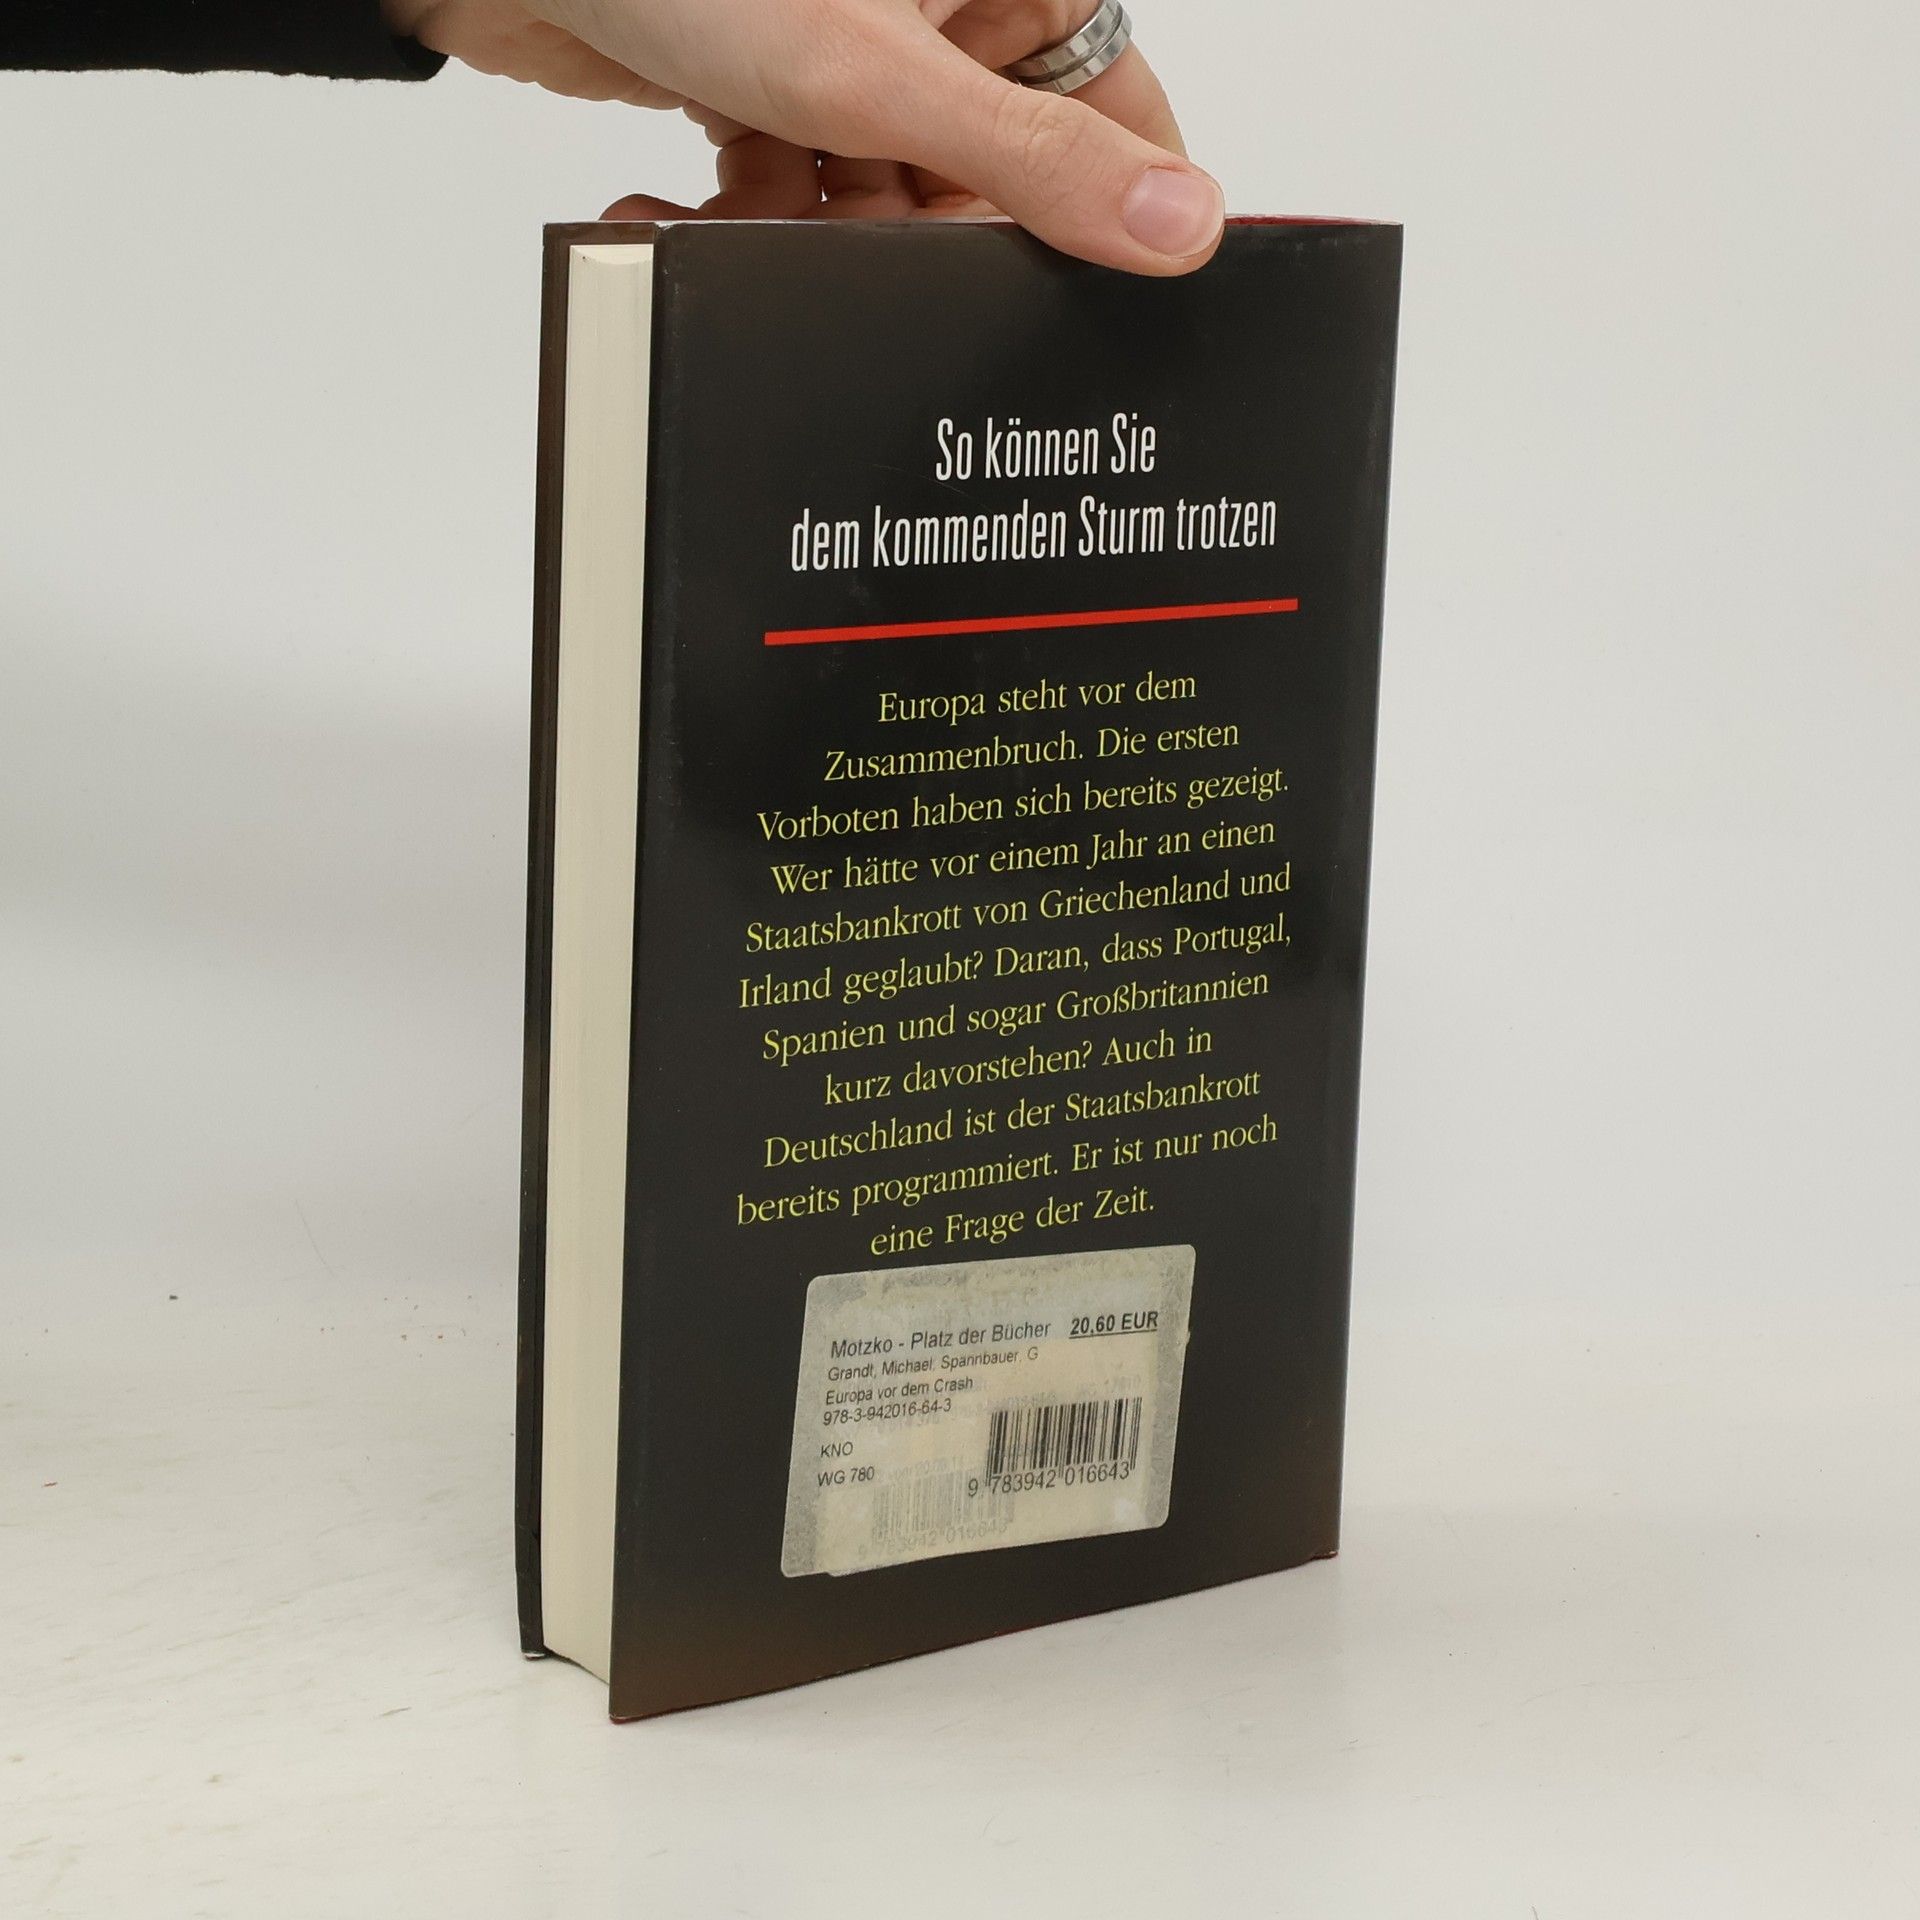 So können Sie
dem kommenden Sturm trotzen
Europa steht vor dem
Zusammenbruch. Die ersten
Vorboten haben sich bereits gezeigt.
Wer hätte vor einem Jahr an einen
Staatsbankrott von Griechenland und
Irland geglaubt? Daran, dass Portugal,
Spanien und sogar Großbritannien
kurz davorstehen? Auch in
Deutschland ist der Staatsbankrott
bereits programmiert. Er ist nur noch
eine Frage der Zeit.
Motzko - Platz der Bücher 20,60 EUR
Grandt, Michael; Spannbauer, G
Europa vor dem Crash
978-3-942016-64-3
KNO
WG 780
9 783942 016643